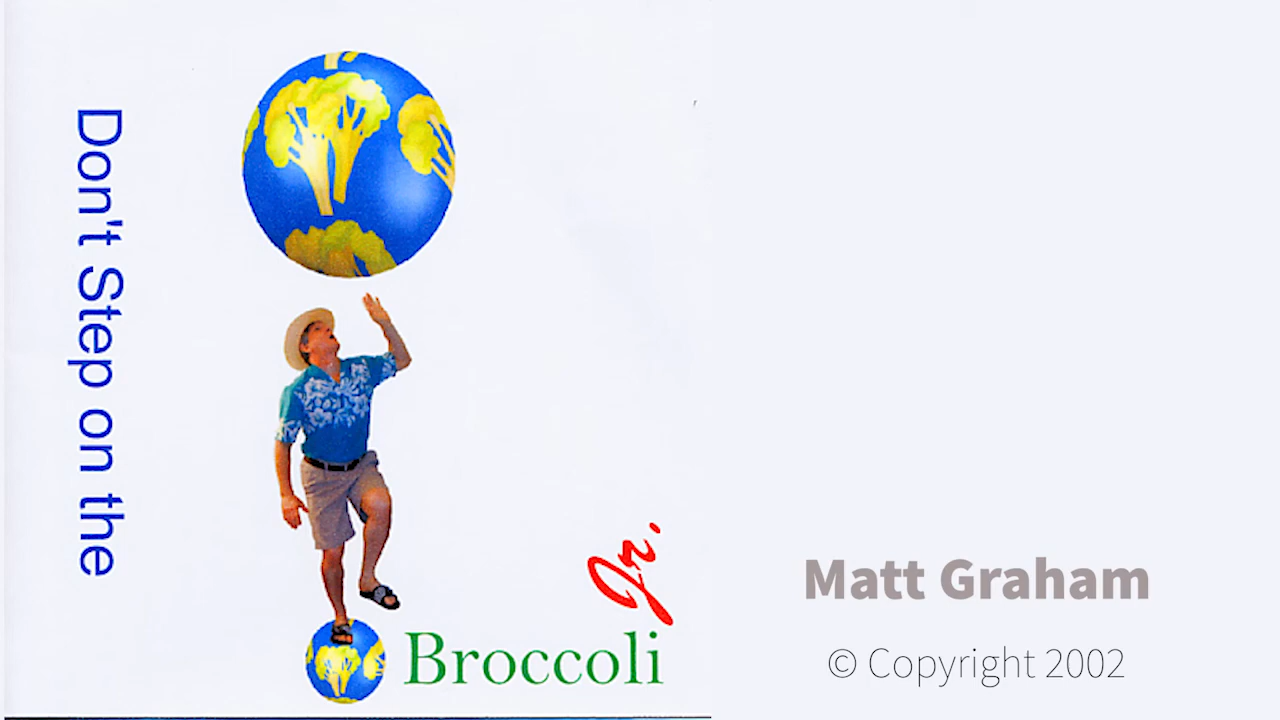 Don't Step on the
Broccoli
Jr.
Matt Graham
© Copyright 2002